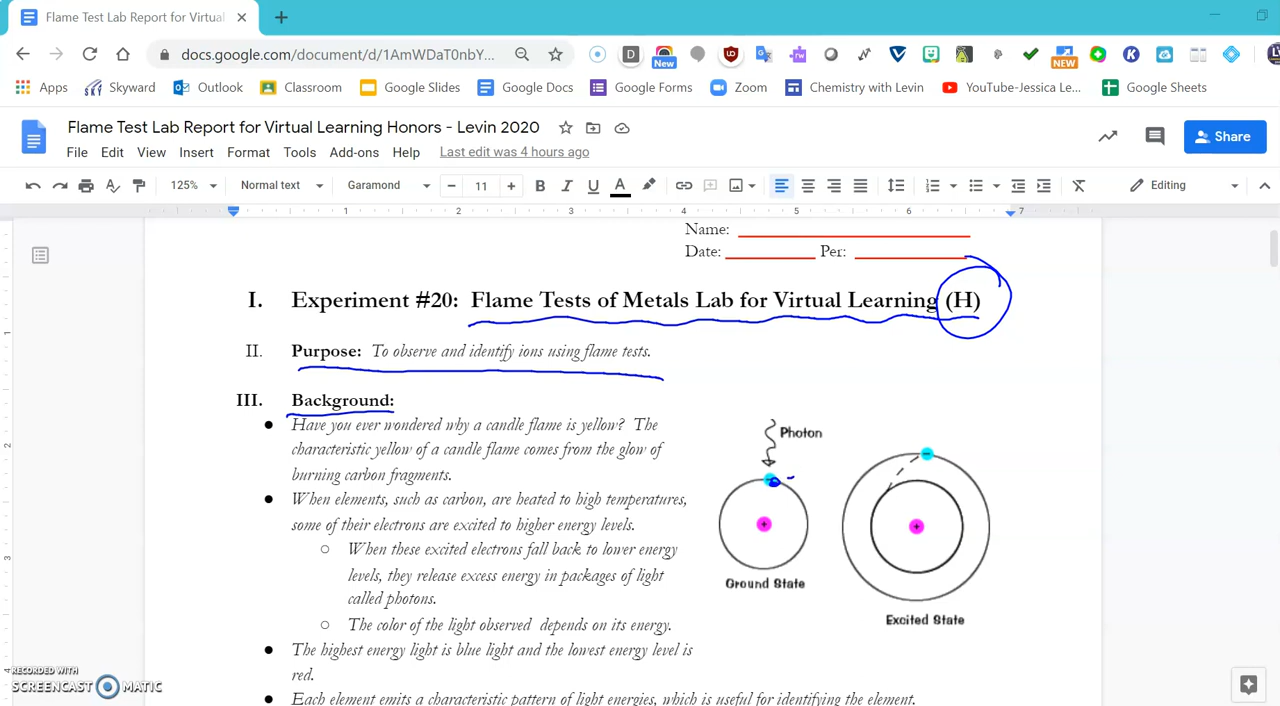 Flame Test Lab Report for Virtual
docs.google.com/document/d/1AmWDaT0nbY...
New
NEW
Apps Skyward Outlook Classroom Google Slides Google Docs Google Forms Zoom Chemistry with Levin YouTube-Jessica Le... Google Sheets
Flame Test Lab Report for Virtual Learning Honors - Levin 2020
File Edit View Insert Format Tools Add-ons Help Last edit was 4 hours ago
Share
125% Normal text Garamond − 11 + B I U A Editing
1 2 3 4 5 6 7
Name:
Date: Per:
I. Experiment #20: Flame Tests of Metals Lab for Virtual Learning (H)
II. Purpose: To observe and identify ions using flame tests.
III. Background:
● Have you ever wondered why a candle flame is yellow? The
characteristic yellow of a candle flame comes from the glow of
burning carbon fragments.
● When elements, such as carbon, are heated to high temperatures,
some of their electrons are excited to higher energy levels.
○ When these excited electrons fall back to lower energy
levels, they release excess energy in packages of light
called photons.
○ The color of the light observed depends on its energy.
● The highest energy light is blue light and the lowest energy level is
red.
● Each element emits a characteristic pattern of light energies, which is useful for identifying the element.
Photon
+
Ground State
+
Excited State
RECORDED WITH
SCREENCAST MATIC